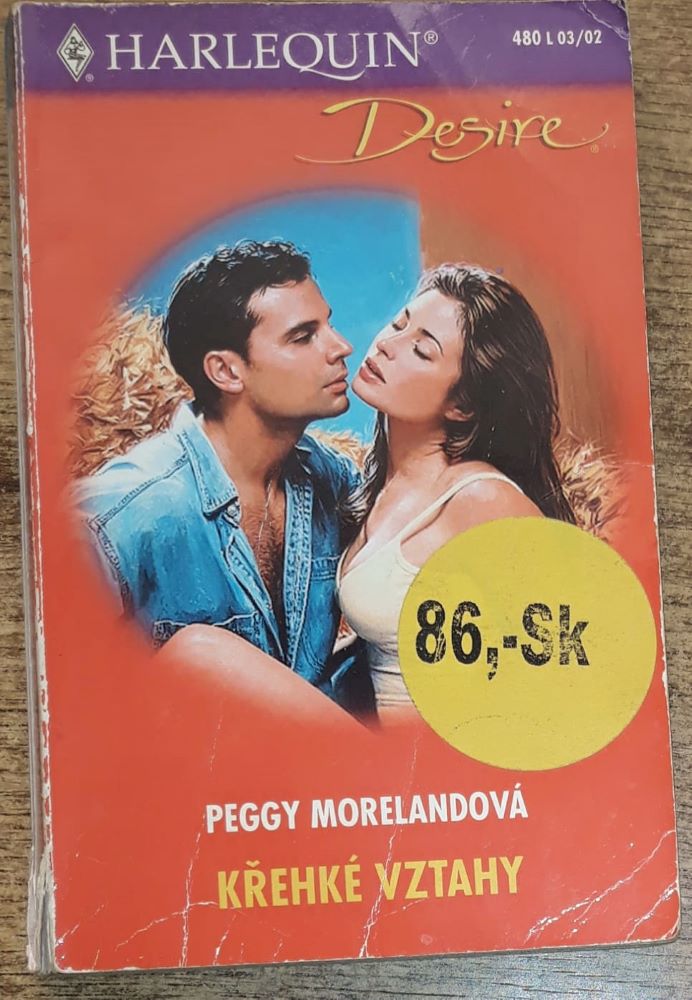 HARLEQUIN®
480 L 03/02
Desire®
86,-Sk
PEGGY MORELANDOVÁ
KŘEHKÉ VZTAHY